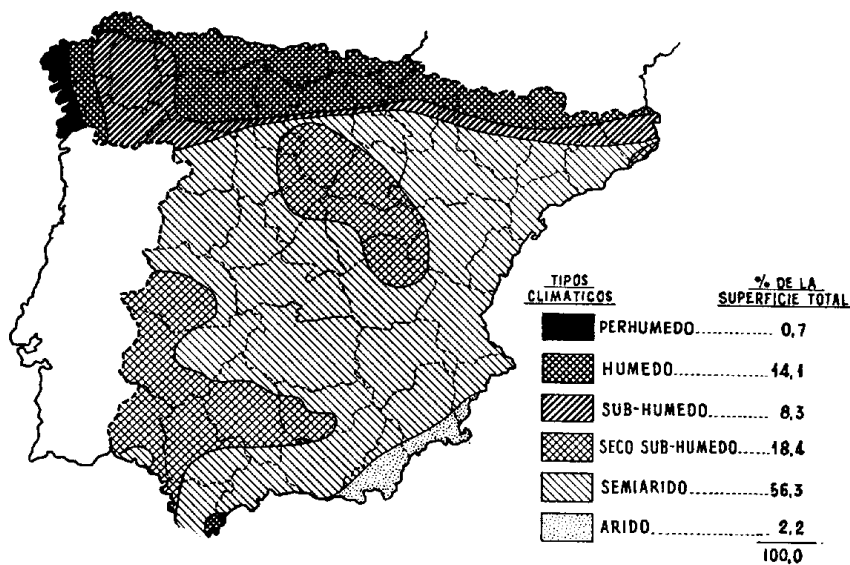 TIPOS CLIMATICOS % DE LA SUPERFICIE TOTAL
PERHUMEDO 0,7
HUMEDO 14,1
SUB-HUMEDO 8,3
SECO SUB-HUMEDO 18,4
SEMIARIDO 56,3
ARIDO 2,2
100,0